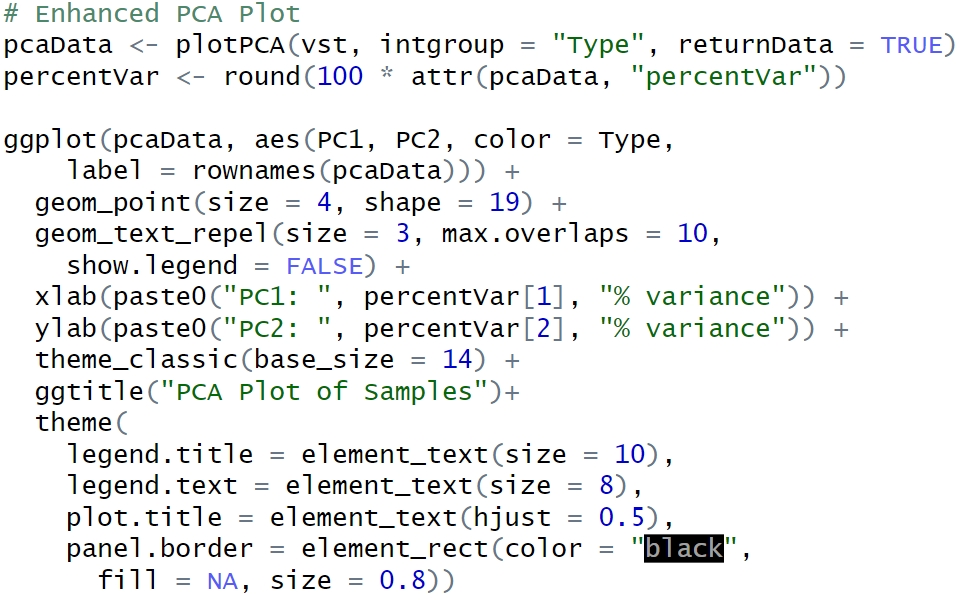 # Enhanced PCA Plot
pcaData <- plotPCA(vst, intgroup = "Type", returnData = TRUE)
percentVar <- round(100 * attr(pcaData, "percentVar"))
ggplot(pcaData, aes(PC1, PC2, color = Type,
    label = rownames(pcaData))) +
  geom_point(size = 4, shape = 19) +
  geom_text_repel(size = 3, max.overlaps = 10,
    show.legend = FALSE) +
  xlab(paste0("PC1: ", percentVar[1], "% variance")) +
  ylab(paste0("PC2: ", percentVar[2], "% variance")) +
  theme_classic(base_size = 14) +
  ggtitle("PCA Plot of Samples")+
  theme(
    legend.title = element_text(size = 10),
    legend.text = element_text(size = 8),
    plot.title = element_text(hjust = 0.5),
    panel.border = element_rect(color = "black",
      fill = NA, size = 0.8))